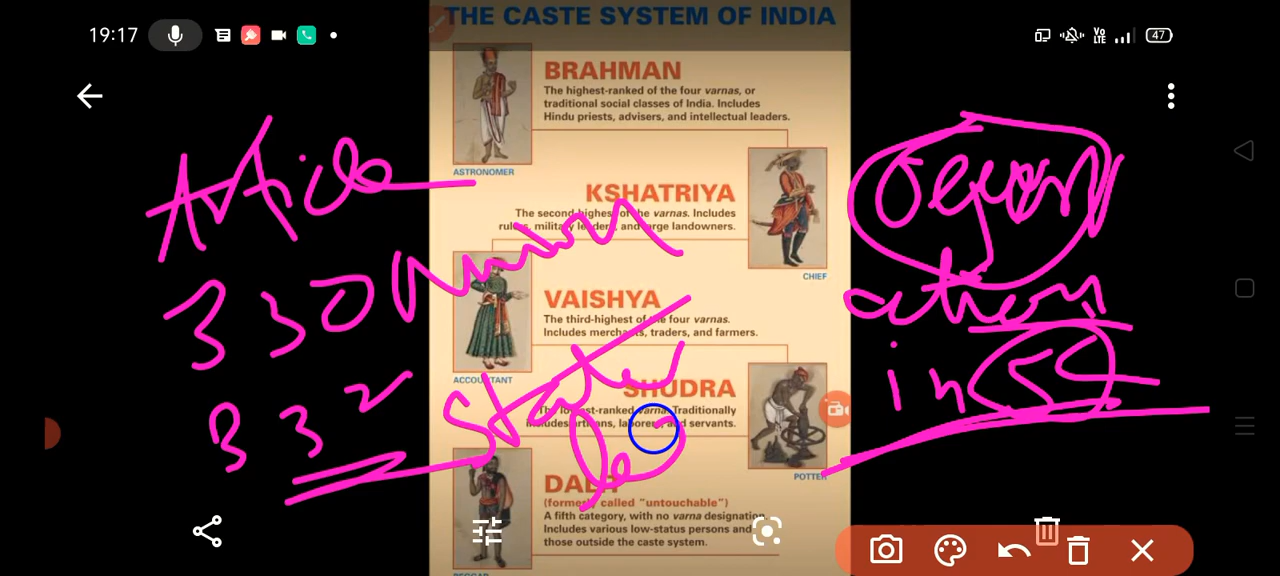 19:17
VoLTE
47
THE CASTE SYSTEM OF INDIA
BRAHMAN
The highest-ranked of the four varnas, or
traditional social classes of India. Includes
Hindu priests, advisers, and intellectual leaders.
ASTRONOMER
KSHATRIYA
The second-highest of the varnas. Includes
rulers, military leaders, and large landowners.
CHIEF
VAISHYA
The third-highest of the four varnas.
Includes merchants, traders, and farmers.
ACCOUNTANT
SHUDRA
The lowest-ranked varna. Traditionally
includes artisans, laborers, and servants.
POTTER
DALIT
(formerly called "untouchable")
A fifth category, with no varna designation.
Includes various low-status persons and
those outside the caste system.
BEGGAR
Article
330
332 State
in